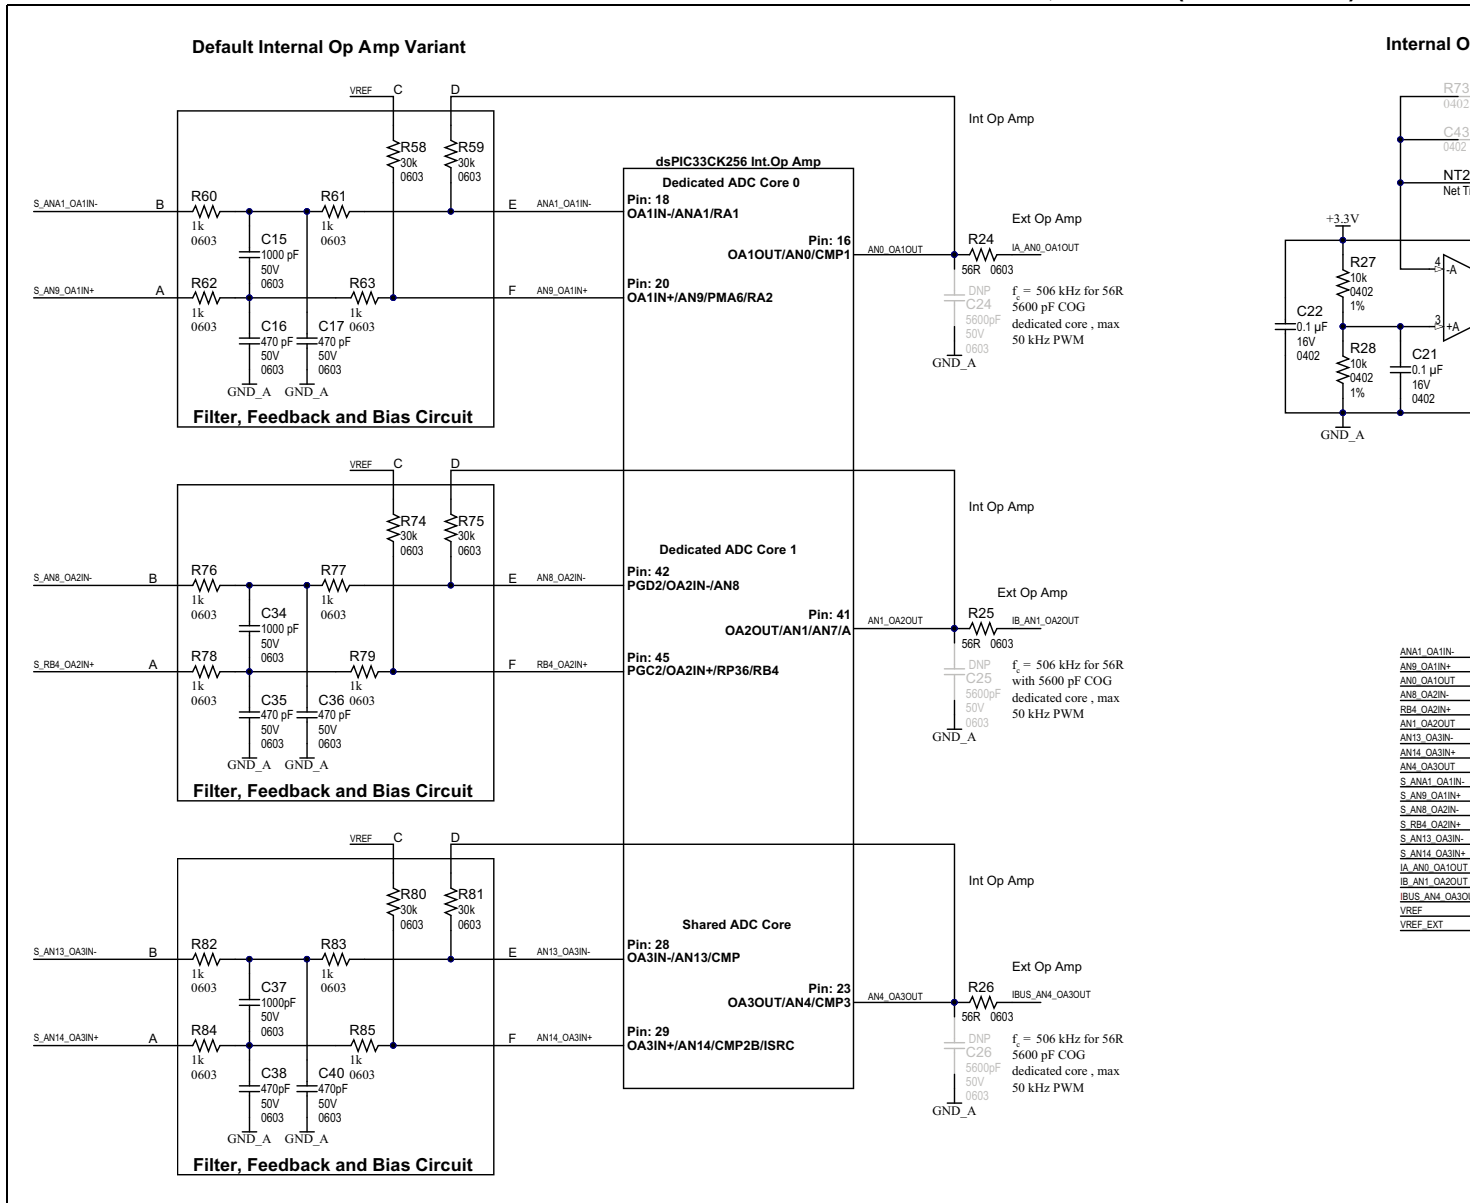 Default Internal Op Amp Variant
VREF
C
D
R58
30k
0603
R59
30k
0603
S_ANA1_OA1IN-
B
R60
1k
0603
R61
1k
0603
C15
1000 pF
50V
0603
S_AN9_OA1IN+
A
R62
1k
0603
R63
1k
0603
C16
470 pF
50V
0603
C17
470 pF
50V
0603
GND_A
GND_A
Filter, Feedback and Bias Circuit
E
ANA1_OA1IN-
F
AN9_OA1IN+
dsPIC33CK256 Int.Op Amp
Dedicated ADC Core 0
Pin: 18
OA1IN-/ANA1/RA1
Pin: 16
OA1OUT/AN0/CMP1
Pin: 20
OA1IN+/AN9/PMA6/RA2
AN0_OA1OUT
Int Op Amp
Ext Op Amp
R24
IA_AN0_OA1OUT
56R 0603
DNP
C24
5600pF
50V
0603
GND_A
fc = 506 kHz for 56R
5600 pF COG
dedicated core , max
50 kHz PWM
VREF
C
D
R74
30k
0603
R75
30k
0603
S_AN8_OA2IN-
B
R76
1k
0603
R77
1k
0603
C34
1000 pF
50V
0603
S_RB4_OA2IN+
A
R78
1k
0603
R79
1k
0603
C35
470 pF
50V
0603
C36
470 pF
50V
0603
GND_A
GND_A
Filter, Feedback and Bias Circuit
E
AN8_OA2IN-
F
RB4_OA2IN+
Dedicated ADC Core 1
Pin: 42
PGD2/OA2IN-/AN8
Pin: 41
OA2OUT/AN1/AN7/A
Pin: 45
PGC2/OA2IN+/RP36/RB4
AN1_OA2OUT
Int Op Amp
Ext Op Amp
R25
IB_AN1_OA2OUT
56R 0603
DNP
C25
5600pF
50V
0603
GND_A
fc = 506 kHz for 56R
with 5600 pF COG
dedicated core , max
50 kHz PWM
VREF
C
D
R80
30k
0603
R81
30k
0603
S_AN13_OA3IN-
B
R82
1k
0603
R83
1k
0603
C37
1000pF
50V
0603
S_AN14_OA3IN+
A
R84
1k
0603
R85
1k
0603
C38
470pF
50V
0603
C40
470pF
50V
0603
GND_A
GND_A
Filter, Feedback and Bias Circuit
E
AN13_OA3IN-
F
AN14_OA3IN+
Shared ADC Core
Pin: 28
OA3IN-/AN13/CMP
Pin: 23
OA3OUT/AN4/CMP3
Pin: 29
OA3IN+/AN14/CMP2B/ISRC
AN4_OA3OUT
Int Op Amp
Ext Op Amp
R26
IBUS_AN4_OA3OUT
56R 0603
DNP
C26
5600pF
50V
0603
GND_A
fc = 506 kHz for 56R
5600 pF COG
dedicated core , max
50 kHz PWM
Internal O
R73
0402
C43
0402
NT2
Net Ti
+3.3V
R27
10k
0402
1%
4
-A
3
+A
C22
0.1 µF
16V
0402
R28
10k
0402
1%
C21
0.1 µF
16V
0402
GND_A
ANA1_OA1IN-
AN9_OA1IN+
AN0_OA1OUT
AN8_OA2IN-
RB4_OA2IN+
AN1_OA2OUT
AN13_OA3IN-
AN14_OA3IN+
AN4_OA3OUT
S_ANA1_OA1IN-
S_AN9_OA1IN+
S_AN8_OA2IN-
S_RB4_OA2IN+
S_AN13_OA3IN-
S_AN14_OA3IN+
IA_AN0_OA1OUT
IB_AN1_OA2OUT
IBUS_AN4_OA3OU
VREF
VREF_EXT